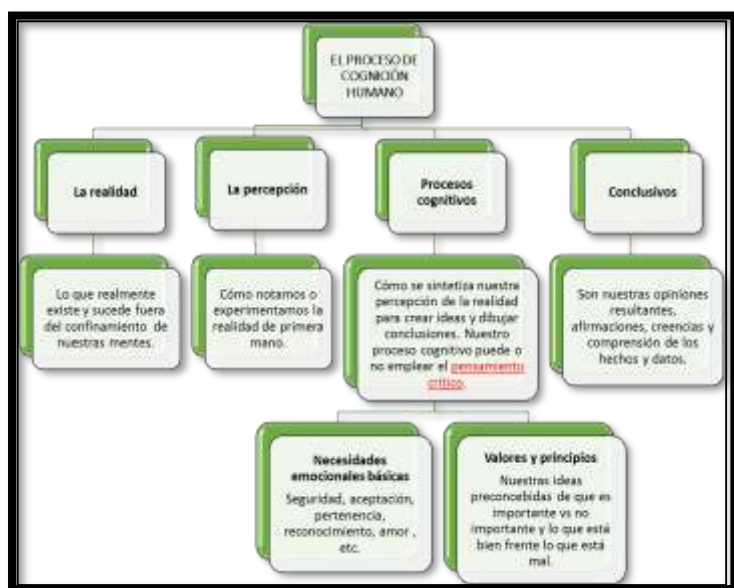 EL PROCESO DE
COGNICIÓN
HUMANO
La realidad
La percepción
Procesos
cognitivos
Conclusivos
Lo que realmente
existe y sucede fuera
del confinamiento de
nuestras mentes.
Cómo notamos o
experimentamos la
realidad de primera
mano.
Cómo se sintetiza nuestra
percepción de la realidad
para crear ideas y dibujar
conclusiones. Nuestro
proceso cognitivo puede o
no emplear el pensamiento
crítico.
Son nuestras opiniones
resultantes,
afirmaciones, creencias y
comprensión de los
hechos y datos.
Necesidades
emocionales básicas
Seguridad, aceptación,
pertenencia,
reconocimiento, amor ,
etc.
Valores y principios
Nuestras ideas
preconcebidas de que es
importante vs no
importante y lo que está
bien frente lo que está
mal.